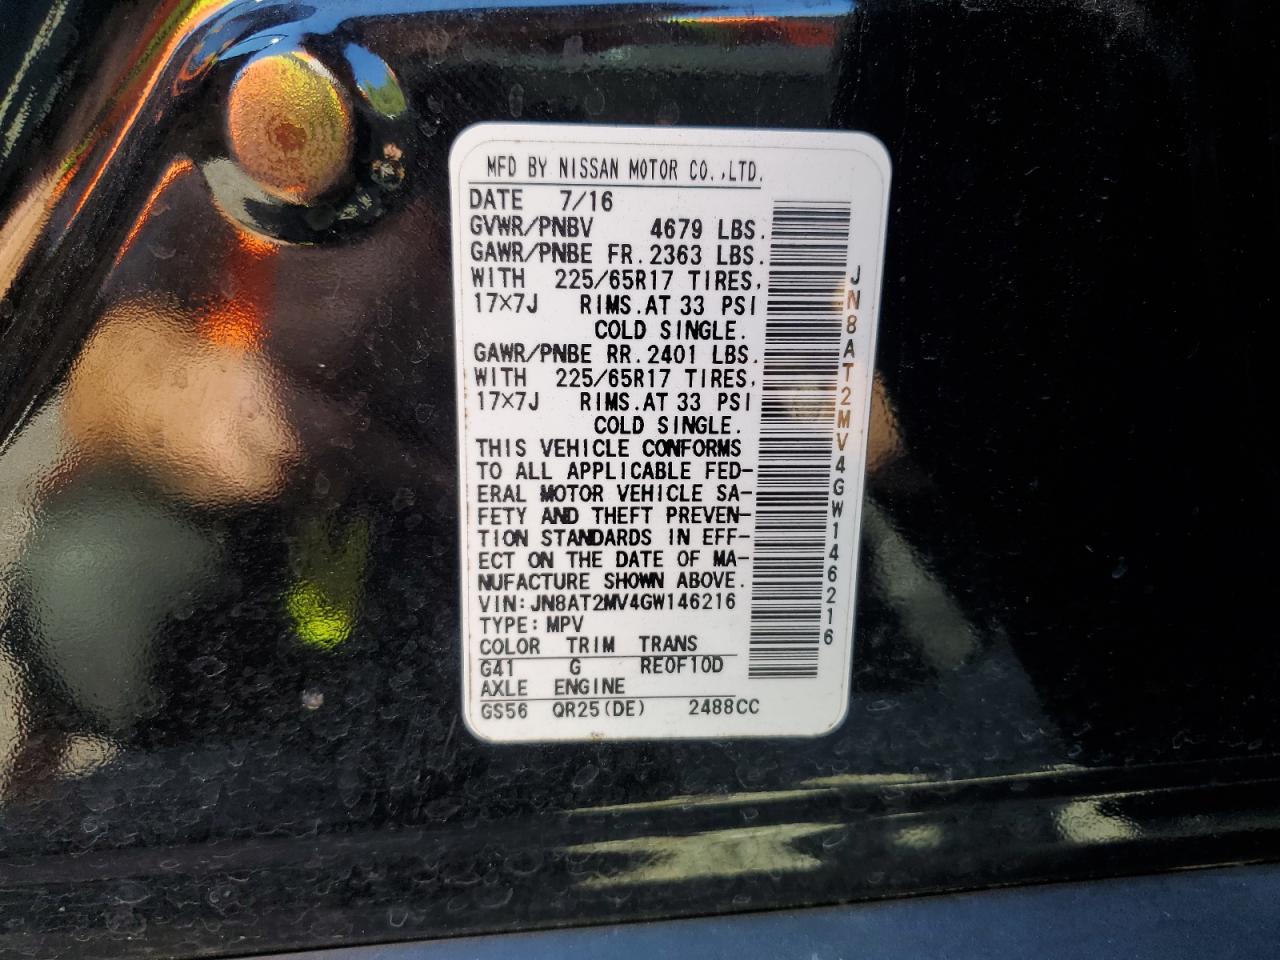 MFD BY NISSAN MOTOR CO.,LTD.
DATE 7/16
GVWR/PNBV 4679 LBS.
GAWR/PNBE FR. 2363 LBS.
WITH 225/65R17 TIRES,
17×7J RIMS. AT 33 PSI
COLD SINGLE.
GAWR/PNBE RR. 2401 LBS.
WITH 225/65R17 TIRES,
17×7J RIMS. AT 33 PSI
COLD SINGLE.
THIS VEHICLE CONFORMS
TO ALL APPLICABLE FED-
ERAL MOTOR VEHICLE SA-
FETY AND THEFT PREVEN-
TION STANDARDS IN EFF-
ECT ON THE DATE OF MA-
NUFACTURE SHOWN ABOVE.
VIN: JN8AT2MV4GW146216
TYPE: MPV
COLOR TRIM TRANS
G41 G RE0F10D
AXLE ENGINE
GS56 QR25(DE) 2488CC
JN8AT2MV4GW146216